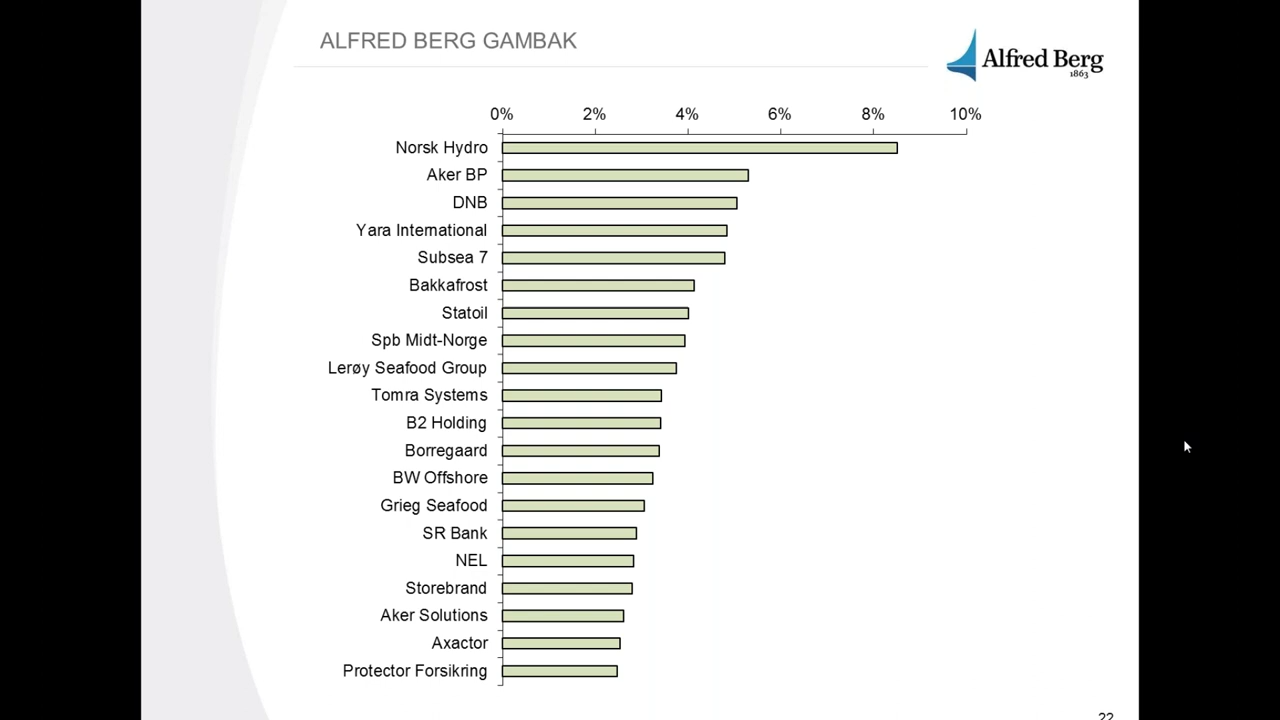 ALFRED BERG GAMBAK
Alfred Berg
1863
0% 2% 4% 6% 8% 10%
Norsk Hydro
Aker BP
DNB
Yara International
Subsea 7
Bakkafrost
Statoil
Spb Midt-Norge
Lerøy Seafood Group
Tomra Systems
B2 Holding
Borregaard
BW Offshore
Grieg Seafood
SR Bank
NEL
Storebrand
Aker Solutions
Axactor
Protector Forsikring
22